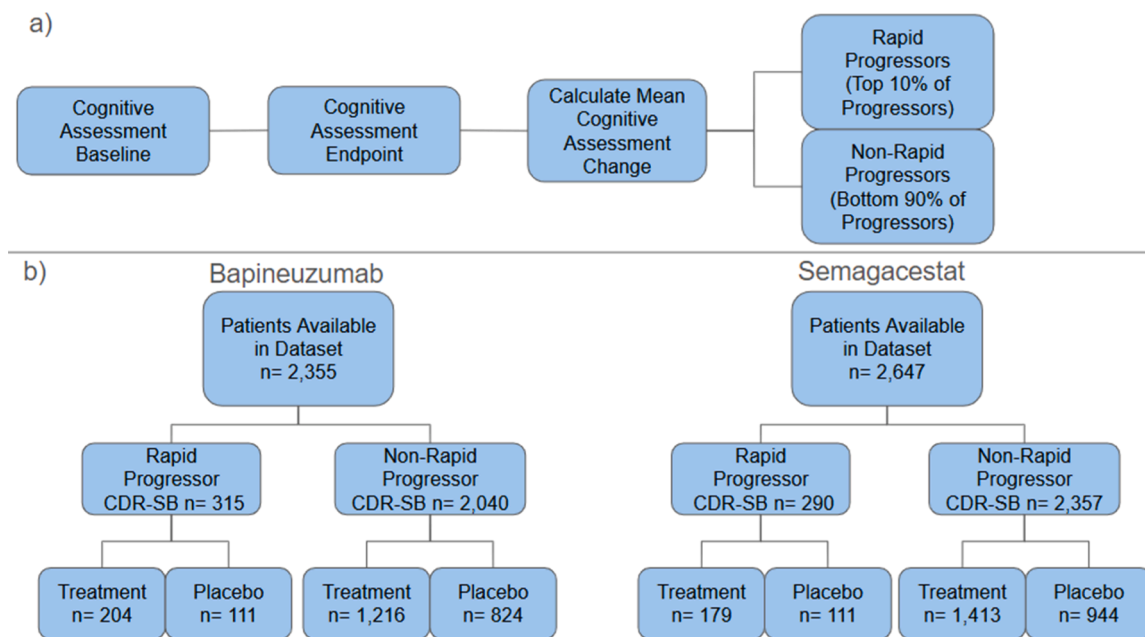 a)
Cognitive
Assessment
Baseline
Cognitive
Assessment
Endpoint
Calculate Mean
Cognitive
Assessment
Change
Rapid
Progressors
(Top 10% of
Progressors)
Non-Rapid
Progressors
(Bottom 90% of
Progressors)
b)
Bapineuzumab
Patients Available
in Dataset
n= 2,355
Rapid
Progressor
CDR-SB n= 315
Non-Rapid
Progressor
CDR-SB n= 2,040
Treatment
n= 204
Placebo
n= 111
Treatment
n= 1,216
Placebo
n= 824
Semagacestat
Patients Available
in Dataset
n= 2,647
Rapid
Progressor
CDR-SB n= 290
Non-Rapid
Progressor
CDR-SB n= 2,357
Treatment
n= 179
Placebo
n= 111
Treatment
n= 1,413
Placebo
n= 944